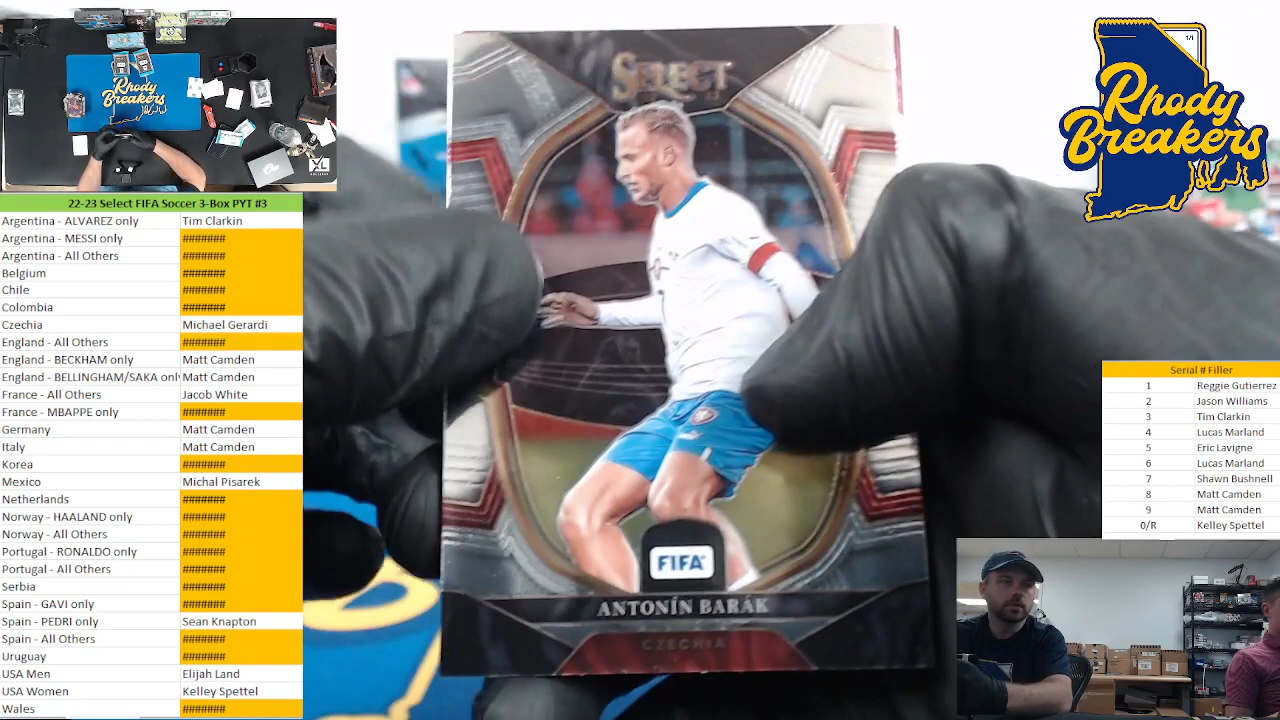 Rhody
Breakers
XL
22-23 Select FIFA Soccer 3-Box PYT #3
Argentina - ALVAREZ only Tim Clarkin
Argentina - MESSI only #######
Argentina - All Others #######
Belgium #######
Chile #######
Colombia #######
Czechia Michael Gerardi
England - All Others #######
England - BECKHAM only Matt Camden
England - BELLINGHAM/SAKA only Matt Camden
France - All Others Jacob White
France - MBAPPE only #######
Germany Matt Camden
Italy Matt Camden
Korea #######
Mexico Michal Pisarek
Netherlands #######
Norway - HAALAND only #######
Norway - All Others #######
Portugal - RONALDO only #######
Portugal - All Others #######
Serbia #######
Spain - GAVI only #######
Spain - PEDRI only Sean Knapton
Spain - All Others #######
Uruguay #######
USA Men Elijah Land
USA Women Kelley Spettel
Wales #######
SELECT
FIFA
ANTONÍN BARÁK
CZECHIA
1/1
Rhody
Breakers
Serial # Filler
1 Reggie Gutierrez
2 Jason Williams
3 Tim Clarkin
4 Lucas Marland
5 Eric Lavigne
6 Lucas Marland
7 Shawn Bushnell
8 Matt Camden
9 Matt Camden
0/R Kelley Spettel